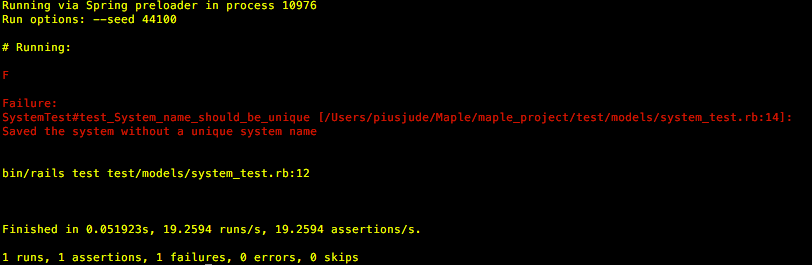 Running via Spring preloader in process 10976
Run options: --seed 44100
# Running:
F
Failure:
SystemTest#test_System_name_should_be_unique [/Users/piusjude/Maple/maple_project/test/models/system_test.rb:14]:
Saved the system without a unique system name
bin/rails test test/models/system_test.rb:12
Finished in 0.051923s, 19.2594 runs/s, 19.2594 assertions/s.
1 runs, 1 assertions, 1 failures, 0 errors, 0 skips